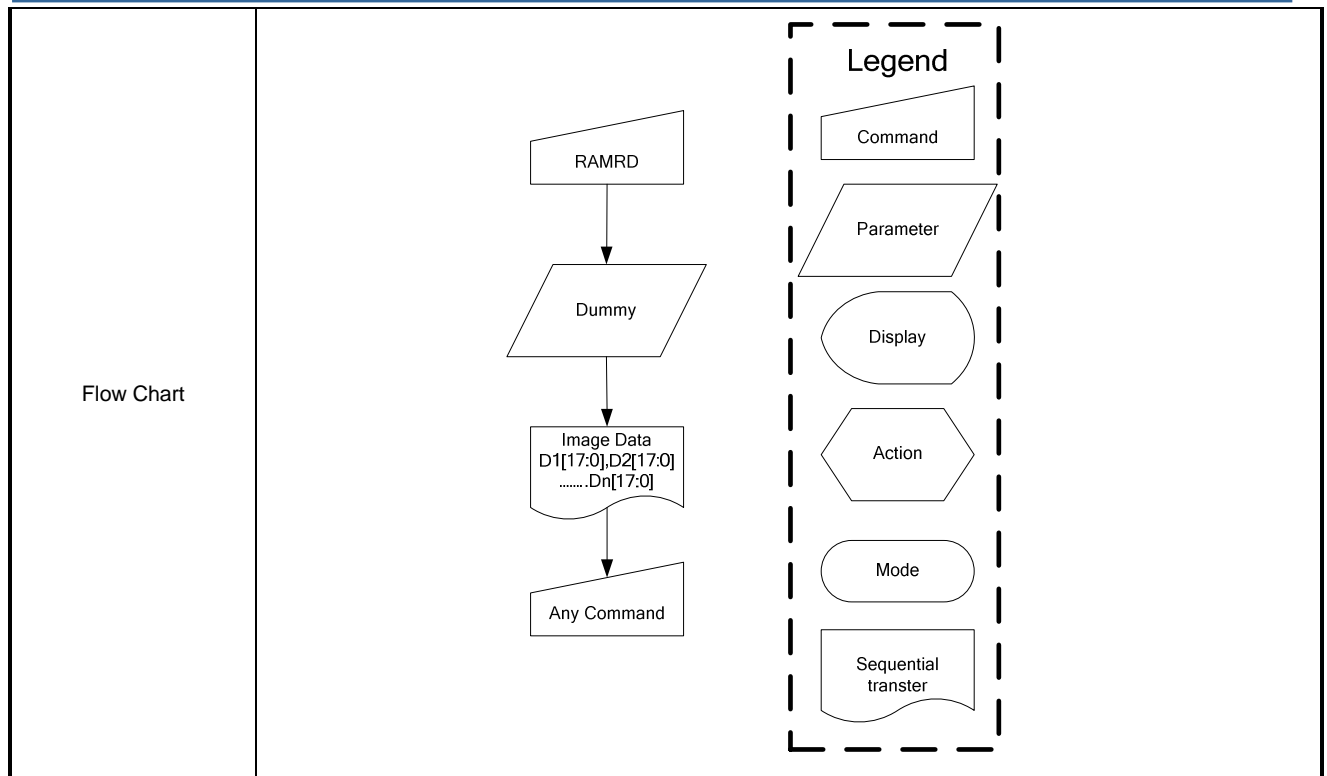 Flow Chart
RAMRD
Dummy
Image Data
D1[17:0],D2[17:0]
........Dn[17:0]
Any Command
Legend
Command
Parameter
Display
Action
Mode
Sequential
transter